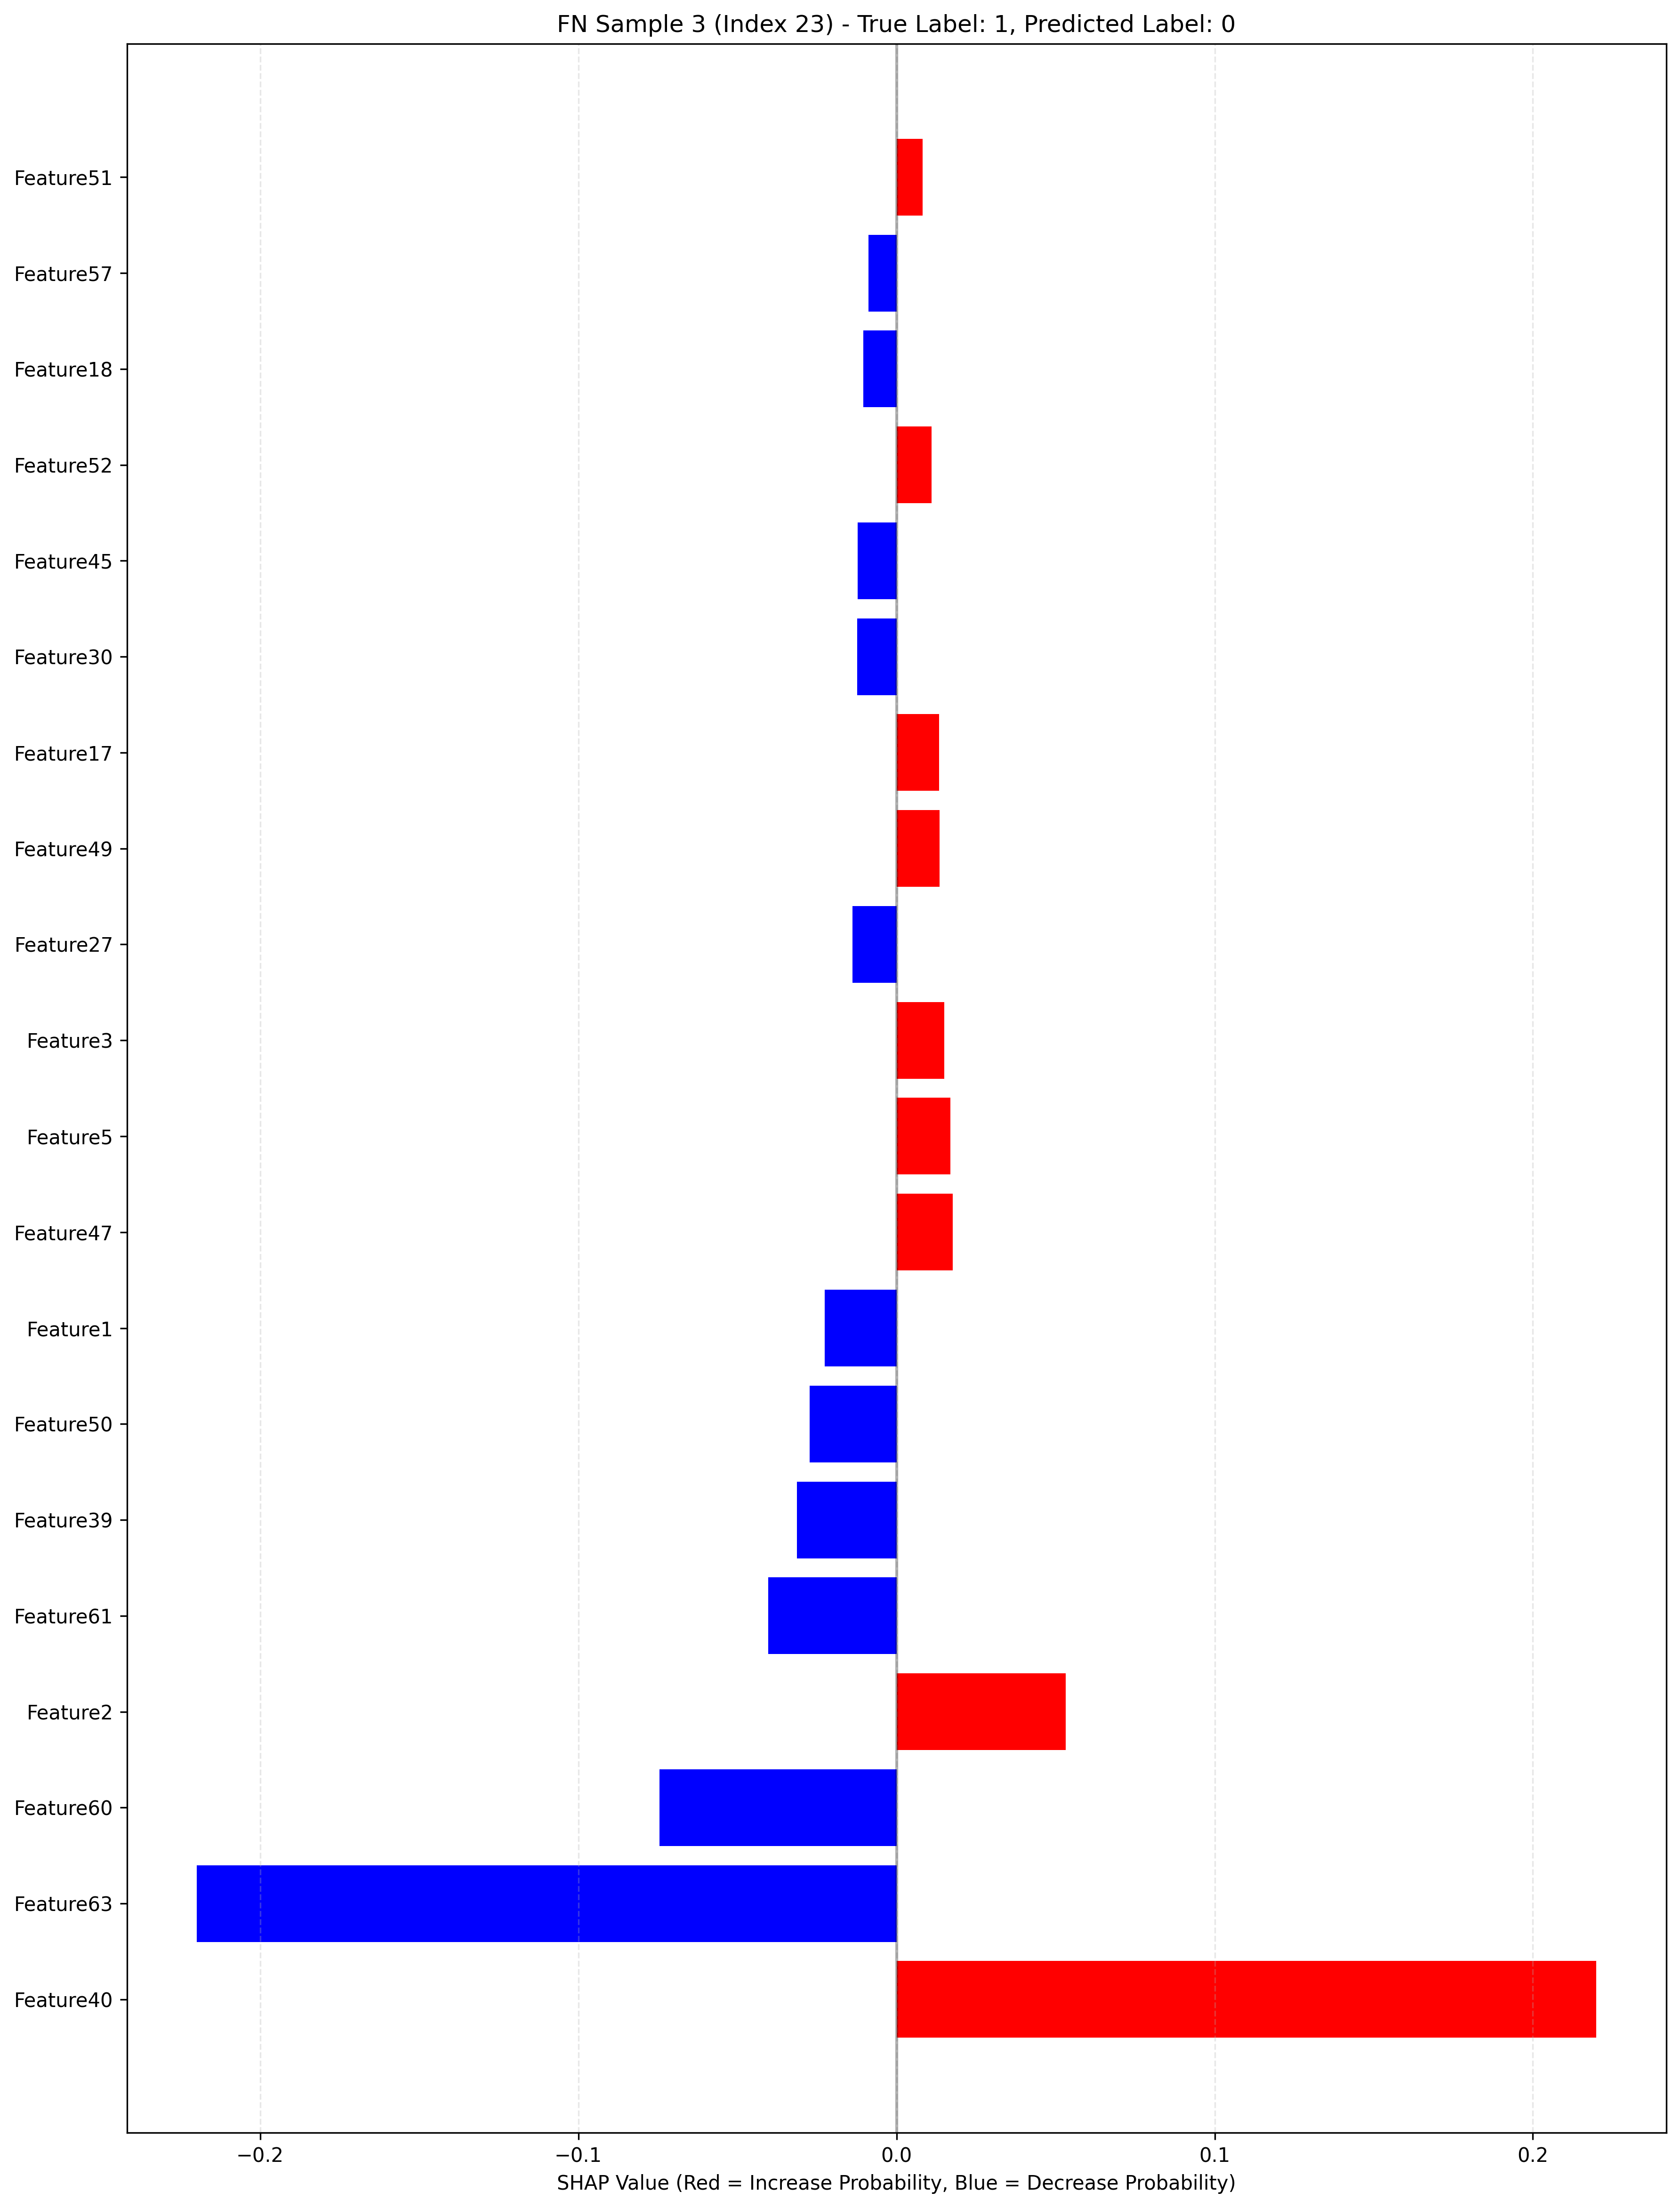 FN Sample 3 (Index 23) - True Label: 1, Predicted Label: 0
Feature51
Feature57
Feature18
Feature52
Feature45
Feature30
Feature17
Feature49
Feature27
Feature3
Feature5
Feature47
Feature1
Feature50
Feature39
Feature61
Feature2
Feature60
Feature63
Feature40
−0.2 −0.1 0.0 0.1 0.2
SHAP Value (Red = Increase Probability, Blue = Decrease Probability)